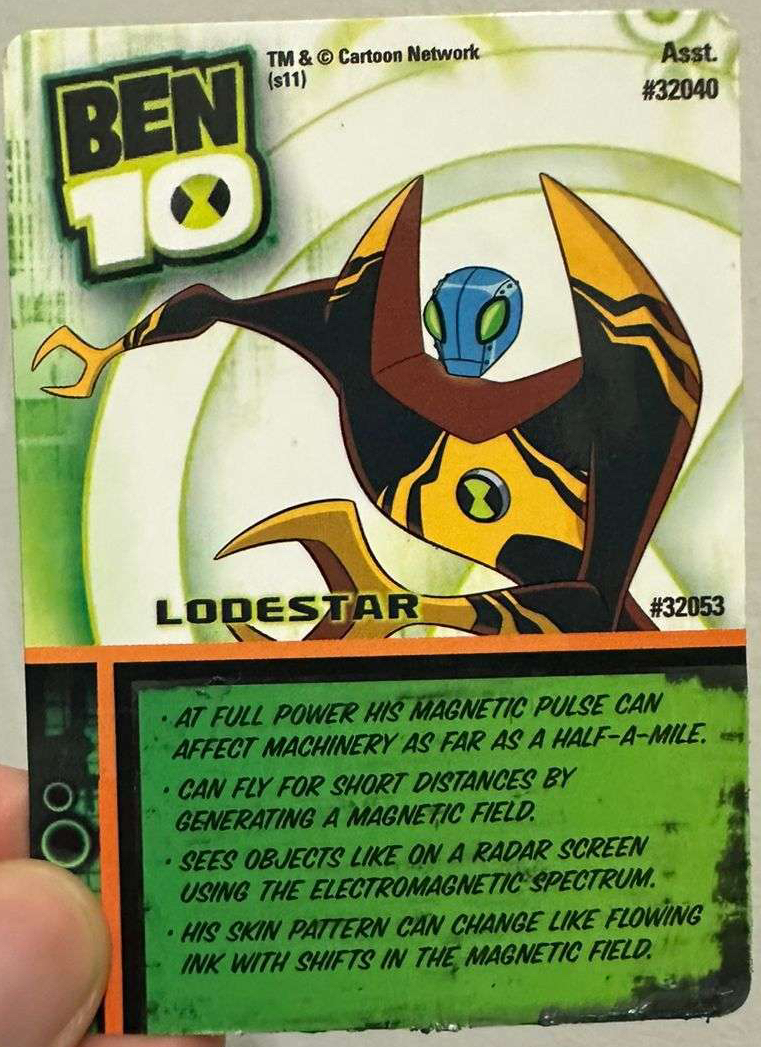 BEN
10
TM & © Cartoon Network
(s11)
Asst.
#32040
LODESTAR
#32053
· AT FULL POWER HIS MAGNETIC PULSE CAN
AFFECT MACHINERY AS FAR AS A HALF-A-MILE.
· CAN FLY FOR SHORT DISTANCES BY
GENERATING A MAGNETIC FIELD.
· SEES OBJECTS LIKE ON A RADAR SCREEN
USING THE ELECTROMAGNETIC SPECTRUM.
· HIS SKIN PATTERN CAN CHANGE LIKE FLOWING
INK WITH SHIFTS IN THE MAGNETIC FIELD.